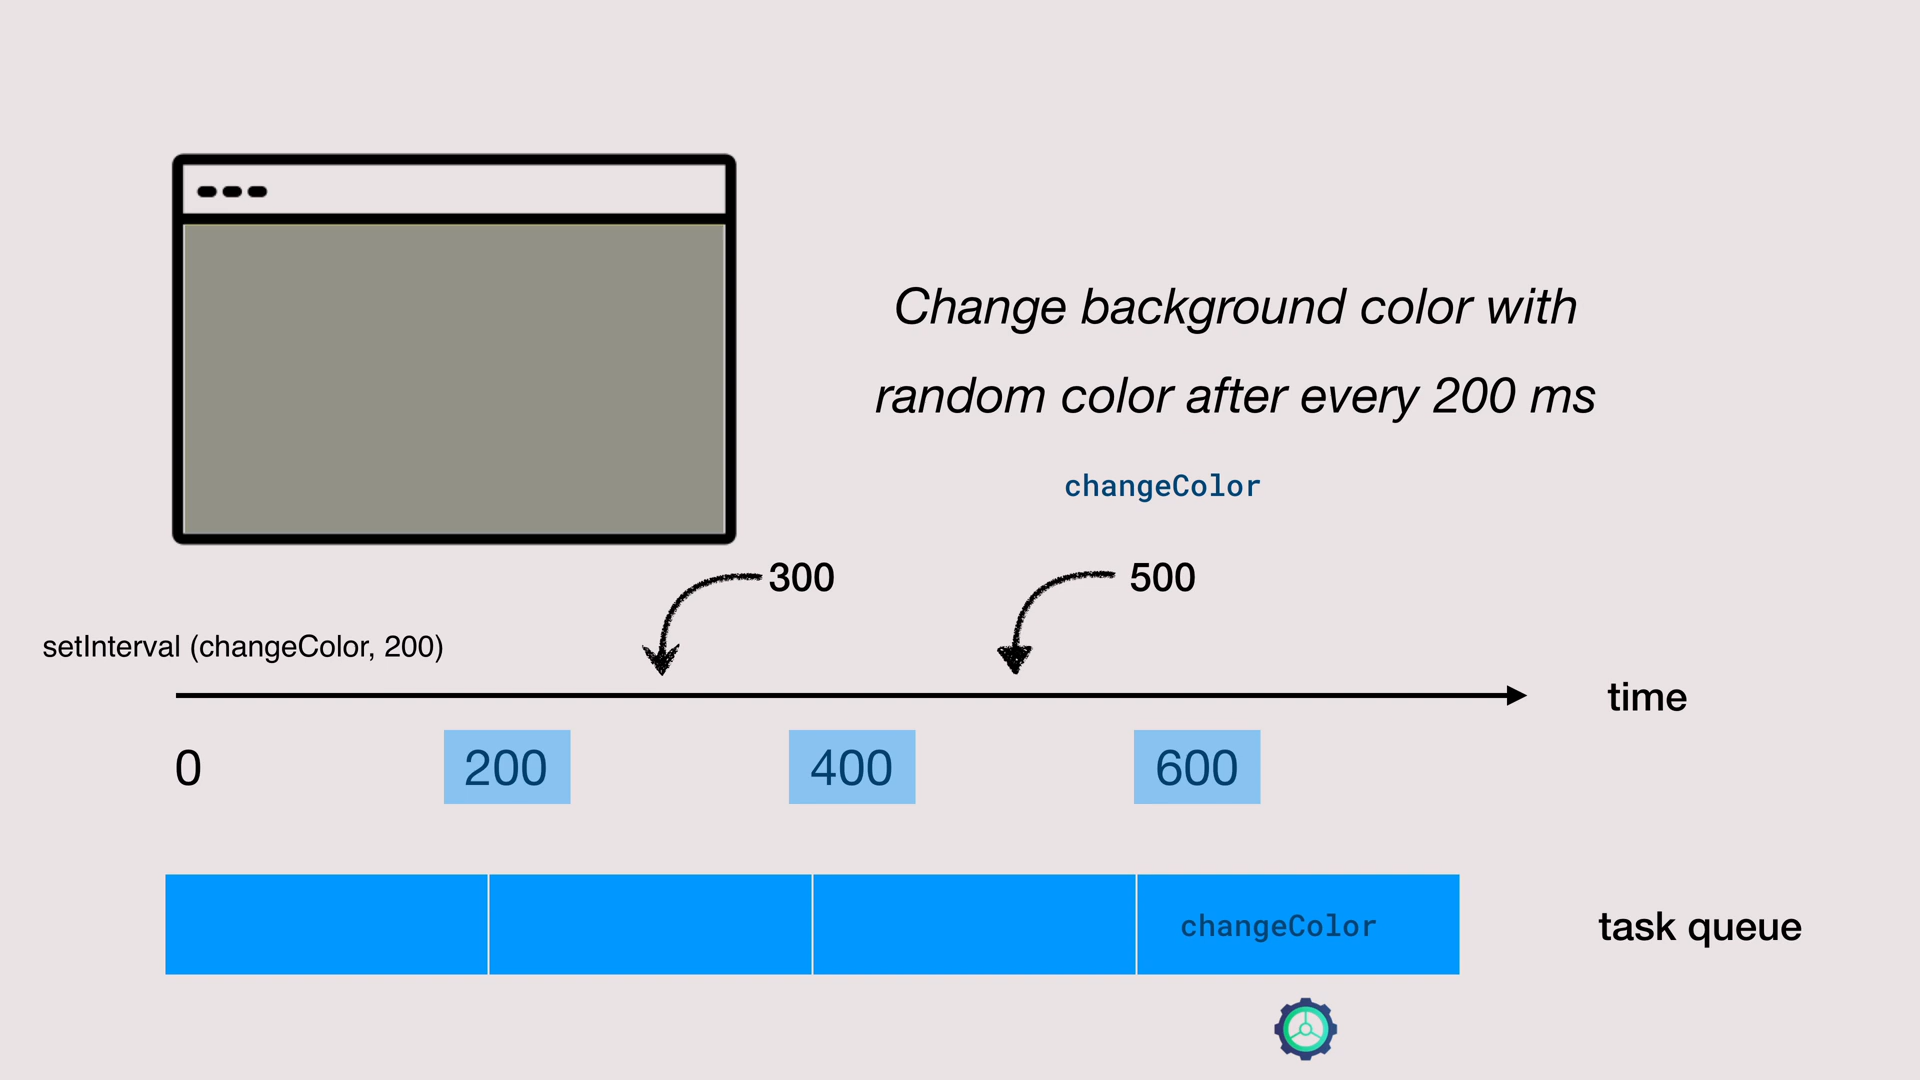 Change background color with
random color after every 200 ms
changeColor
300
500
setInterval (changeColor, 200)
time
0
200
400
600
changeColor
task queue